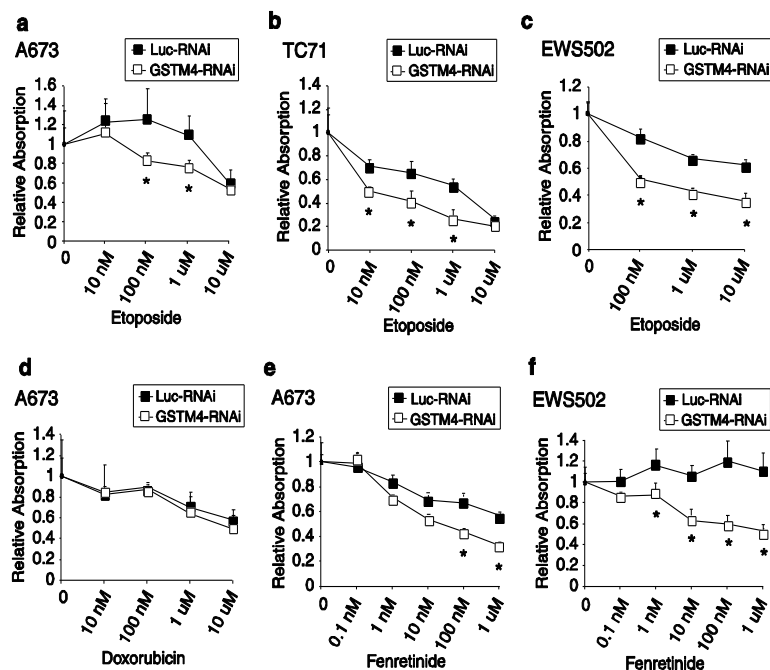 a
A673
Luc-RNAi
GSTM4-RNAi
1.4
1.2
1
0.8
0.6
0.4
0.2
0
Relative Absorption
*
*
0
10 nM
100 nM
1 uM
10 uM
Etoposide
b
TC71
Luc-RNAi
GSTM4-RNAi
1.4
1.2
1
0.8
0.6
0.4
0.2
0
Relative Absorption
*
*
*
0
10 nM
100 nM
1 uM
10 uM
Etoposide
c
EWS502
Luc-RNAi
GSTM4-RNAi
1.2
1
0.8
0.6
0.4
0.2
0
Relative Absorption
*
*
*
0
100 nM
1 uM
10 uM
Etoposide
d
A673
Luc-RNAi
GSTM4-RNAi
1.4
1.2
1
0.8
0.6
0.4
0.2
0
Relative Absorption
0
10 nM
100 nM
1 uM
10 uM
Doxorubicin
e
A673
Luc-RNAi
GSTM4-RNAi
1.4
1.2
1
0.8
0.6
0.4
0.2
0
Relative Absorption
*
*
0
0.1 nM
1 nM
10 nM
100 nM
1 uM
Fenretinide
f
EWS502
Luc-RNAi
GSTM4-RNAi
1.4
1.2
1
0.8
0.6
0.4
0.2
0
Relative Absorption
*
*
*
*
0
0.1 nM
1 nM
10 nM
100 nM
1 uM
Fenretinide